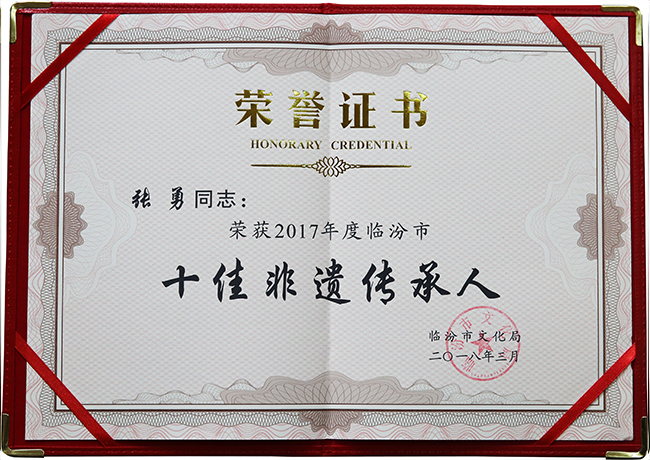 荣誉证书
HONORARY CREDENTIAL
张勇同志：
荣获2017年度临汾市
十佳非遗传承人
临汾市文化局
二〇一八年三月